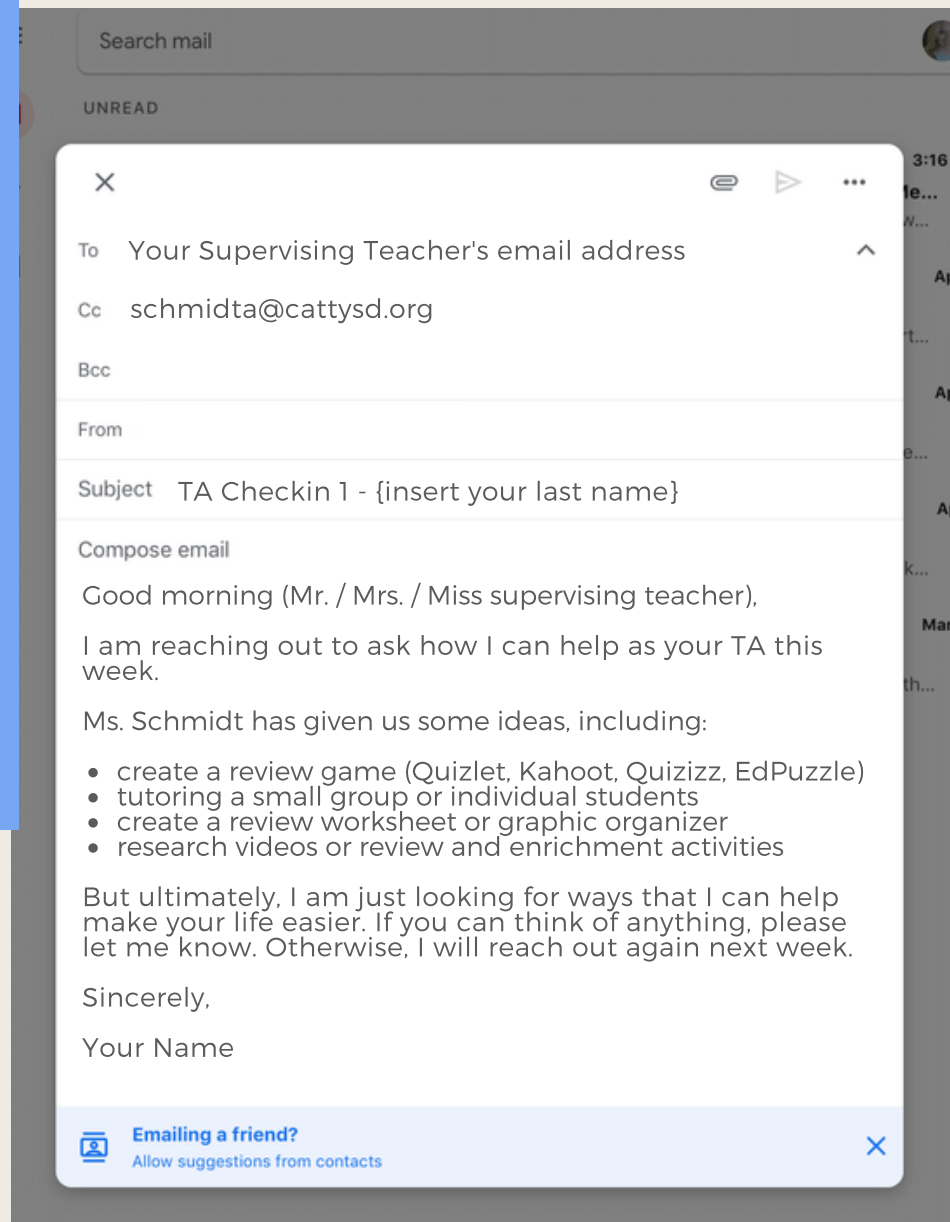 Search mail
UNREAD
3:16
To Your Supervising Teacher's email address
Cc schmidta@cattysd.org
Bcc
From
Subject TA Checkin 1 - {insert your last name}
Compose email
Good morning (Mr. / Mrs. / Miss supervising teacher),
I am reaching out to ask how I can help as your TA this
week.
Ms. Schmidt has given us some ideas, including:
• create a review game (Quizlet, Kahoot, Quizizz, EdPuzzle)
• tutoring a small group or individual students
• create a review worksheet or graphic organizer
• research videos or review and enrichment activities
But ultimately, I am just looking for ways that I can help
make your life easier. If you can think of anything, please
let me know. Otherwise, I will reach out again next week.
Sincerely,
Your Name
Emailing a friend?
Allow suggestions from contacts